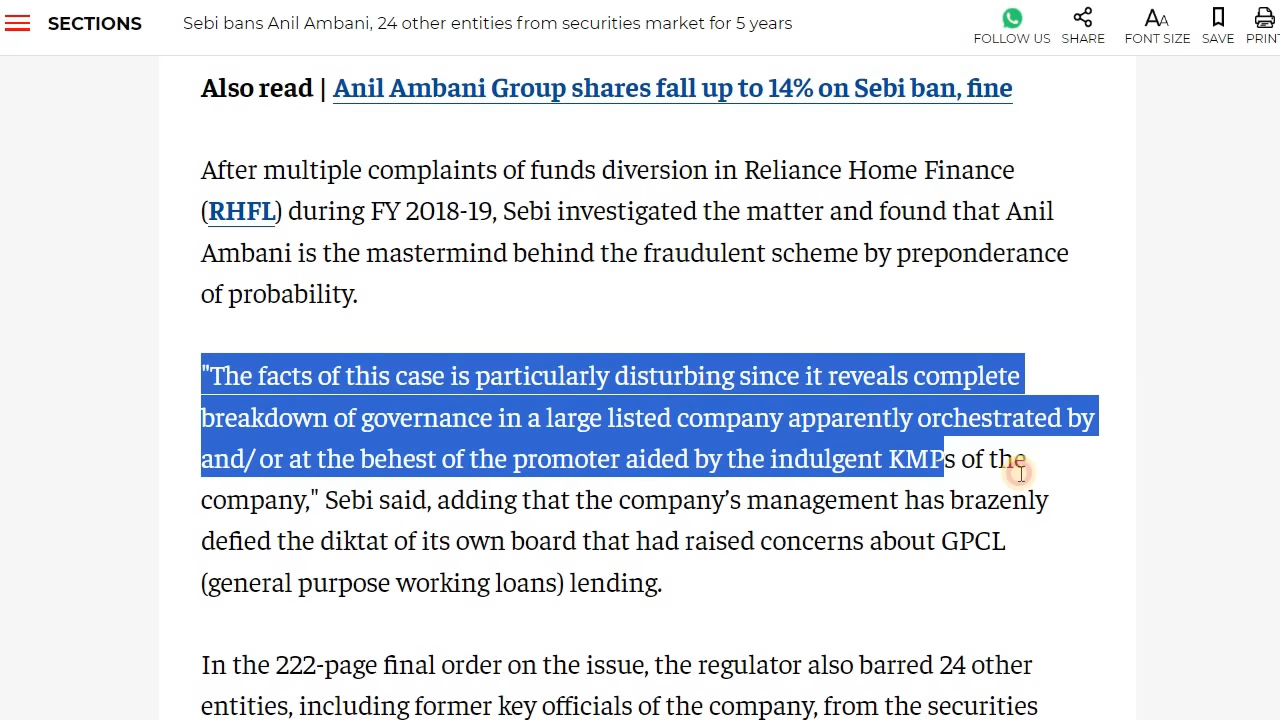 SECTIONS
Sebi bans Anil Ambani, 24 other entities from securities market for 5 years
FOLLOW US
SHARE
FONT SIZE
SAVE
PRINT
Also read | Anil Ambani Group shares fall up to 14% on Sebi ban, fine
After multiple complaints of funds diversion in Reliance Home Finance
(RHFL) during FY 2018-19, Sebi investigated the matter and found that Anil
Ambani is the mastermind behind the fraudulent scheme by preponderance
of probability.
"The facts of this case is particularly disturbing since it reveals complete
breakdown of governance in a large listed company apparently orchestrated by
and/ or at the behest of the promoter aided by the indulgent KMPs of the
company," Sebi said, adding that the company’s management has brazenly
defied the diktat of its own board that had raised concerns about GPCL
(general purpose working loans) lending.
In the 222-page final order on the issue, the regulator also barred 24 other
entities, including former key officials of the company, from the securities